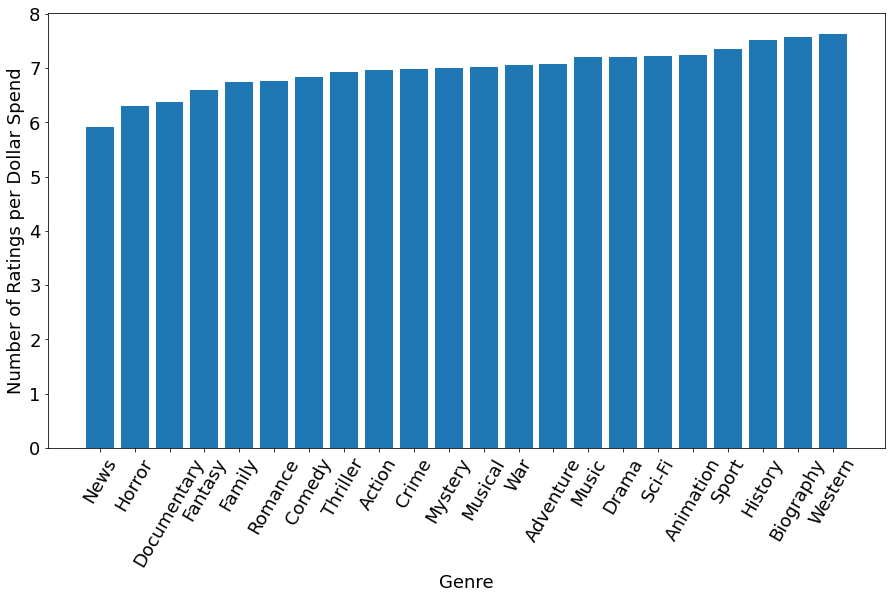 Number of Ratings per Dollar Spend
8
7
6
5
4
3
2
1
0
News
Horror
Documentary
Fantasy
Family
Romance
Comedy
Thriller
Action
Crime
Mystery
Musical
War
Adventure
Music
Drama
Sci-Fi
Animation
Sport
History
Biography
Western
Genre